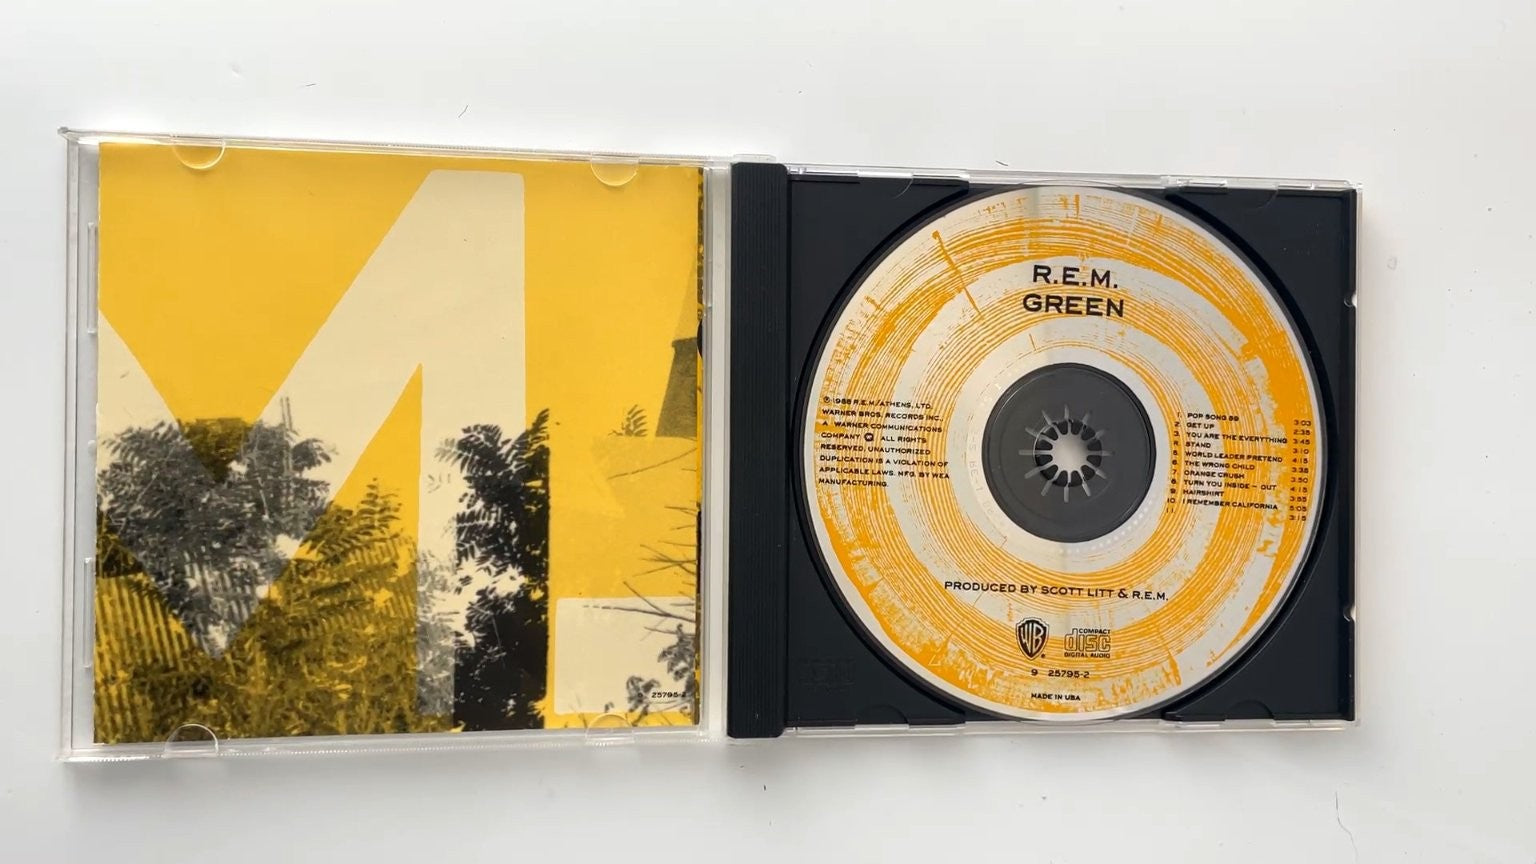 M.
25795-2
R.E.M.
GREEN
℗ 1988 R.E.M./ATHENS, LTD.
WARNER BROS. RECORDS INC.
A WARNER COMMUNICATIONS
COMPANY ALL RIGHTS
RESERVED. UNAUTHORIZED
DUPLICATION IS A VIOLATION OF
APPLICABLE LAWS. MFG. BY WEA
MANUFACTURING.
1. POP SONG 89 3:03
2. GET UP 2:35
3. YOU ARE THE EVERYTHING 3:45
R. STAND 3:10
5. WORLD LEADER PRETEND 4:15
6. THE WRONG CHILD 3:35
7. ORANGE CRUSH 3:50
8. TURN YOU INSIDE – OUT 4:15
9. HAIRSHIRT 3:55
10. I REMEMBER CALIFORNIA 5:05
11. 3:15
PRODUCED BY SCOTT LITT & R.E.M.
WB
COMPACT
disc
DIGITAL AUDIO
9 25795-2
MADE IN USA